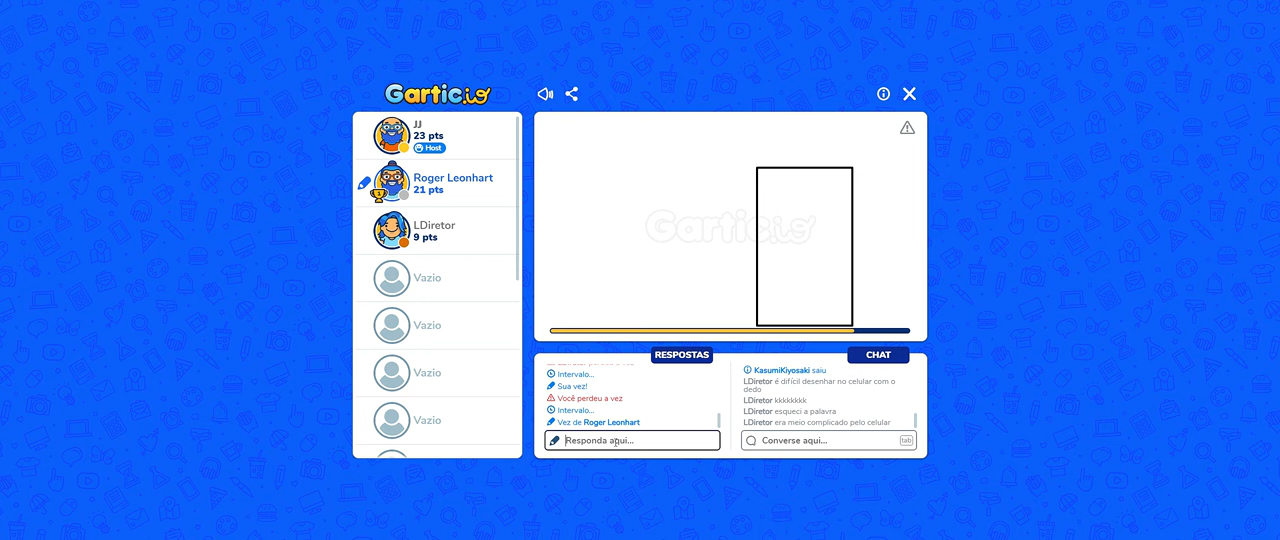 Gartic.io
JJ
23 pts
Host
Roger Leonhart
21 pts
1
LDiretor
9 pts
Vazio
Vazio
Vazio
Vazio
Gartic.io
RESPOSTAS
Intervalo...
Sua vez!
Você perdeu a vez
Intervalo...
Vez de Roger Leonhart
Responda aqui...
CHAT
KasumiKiyosaki saiu
LDiretor é difícil desenhar no celular com o
dedo
LDiretor kkkkkkkk
LDiretor esqueci a palavra
LDiretor era meio complicado pelo celular
Converse aqui...
tab